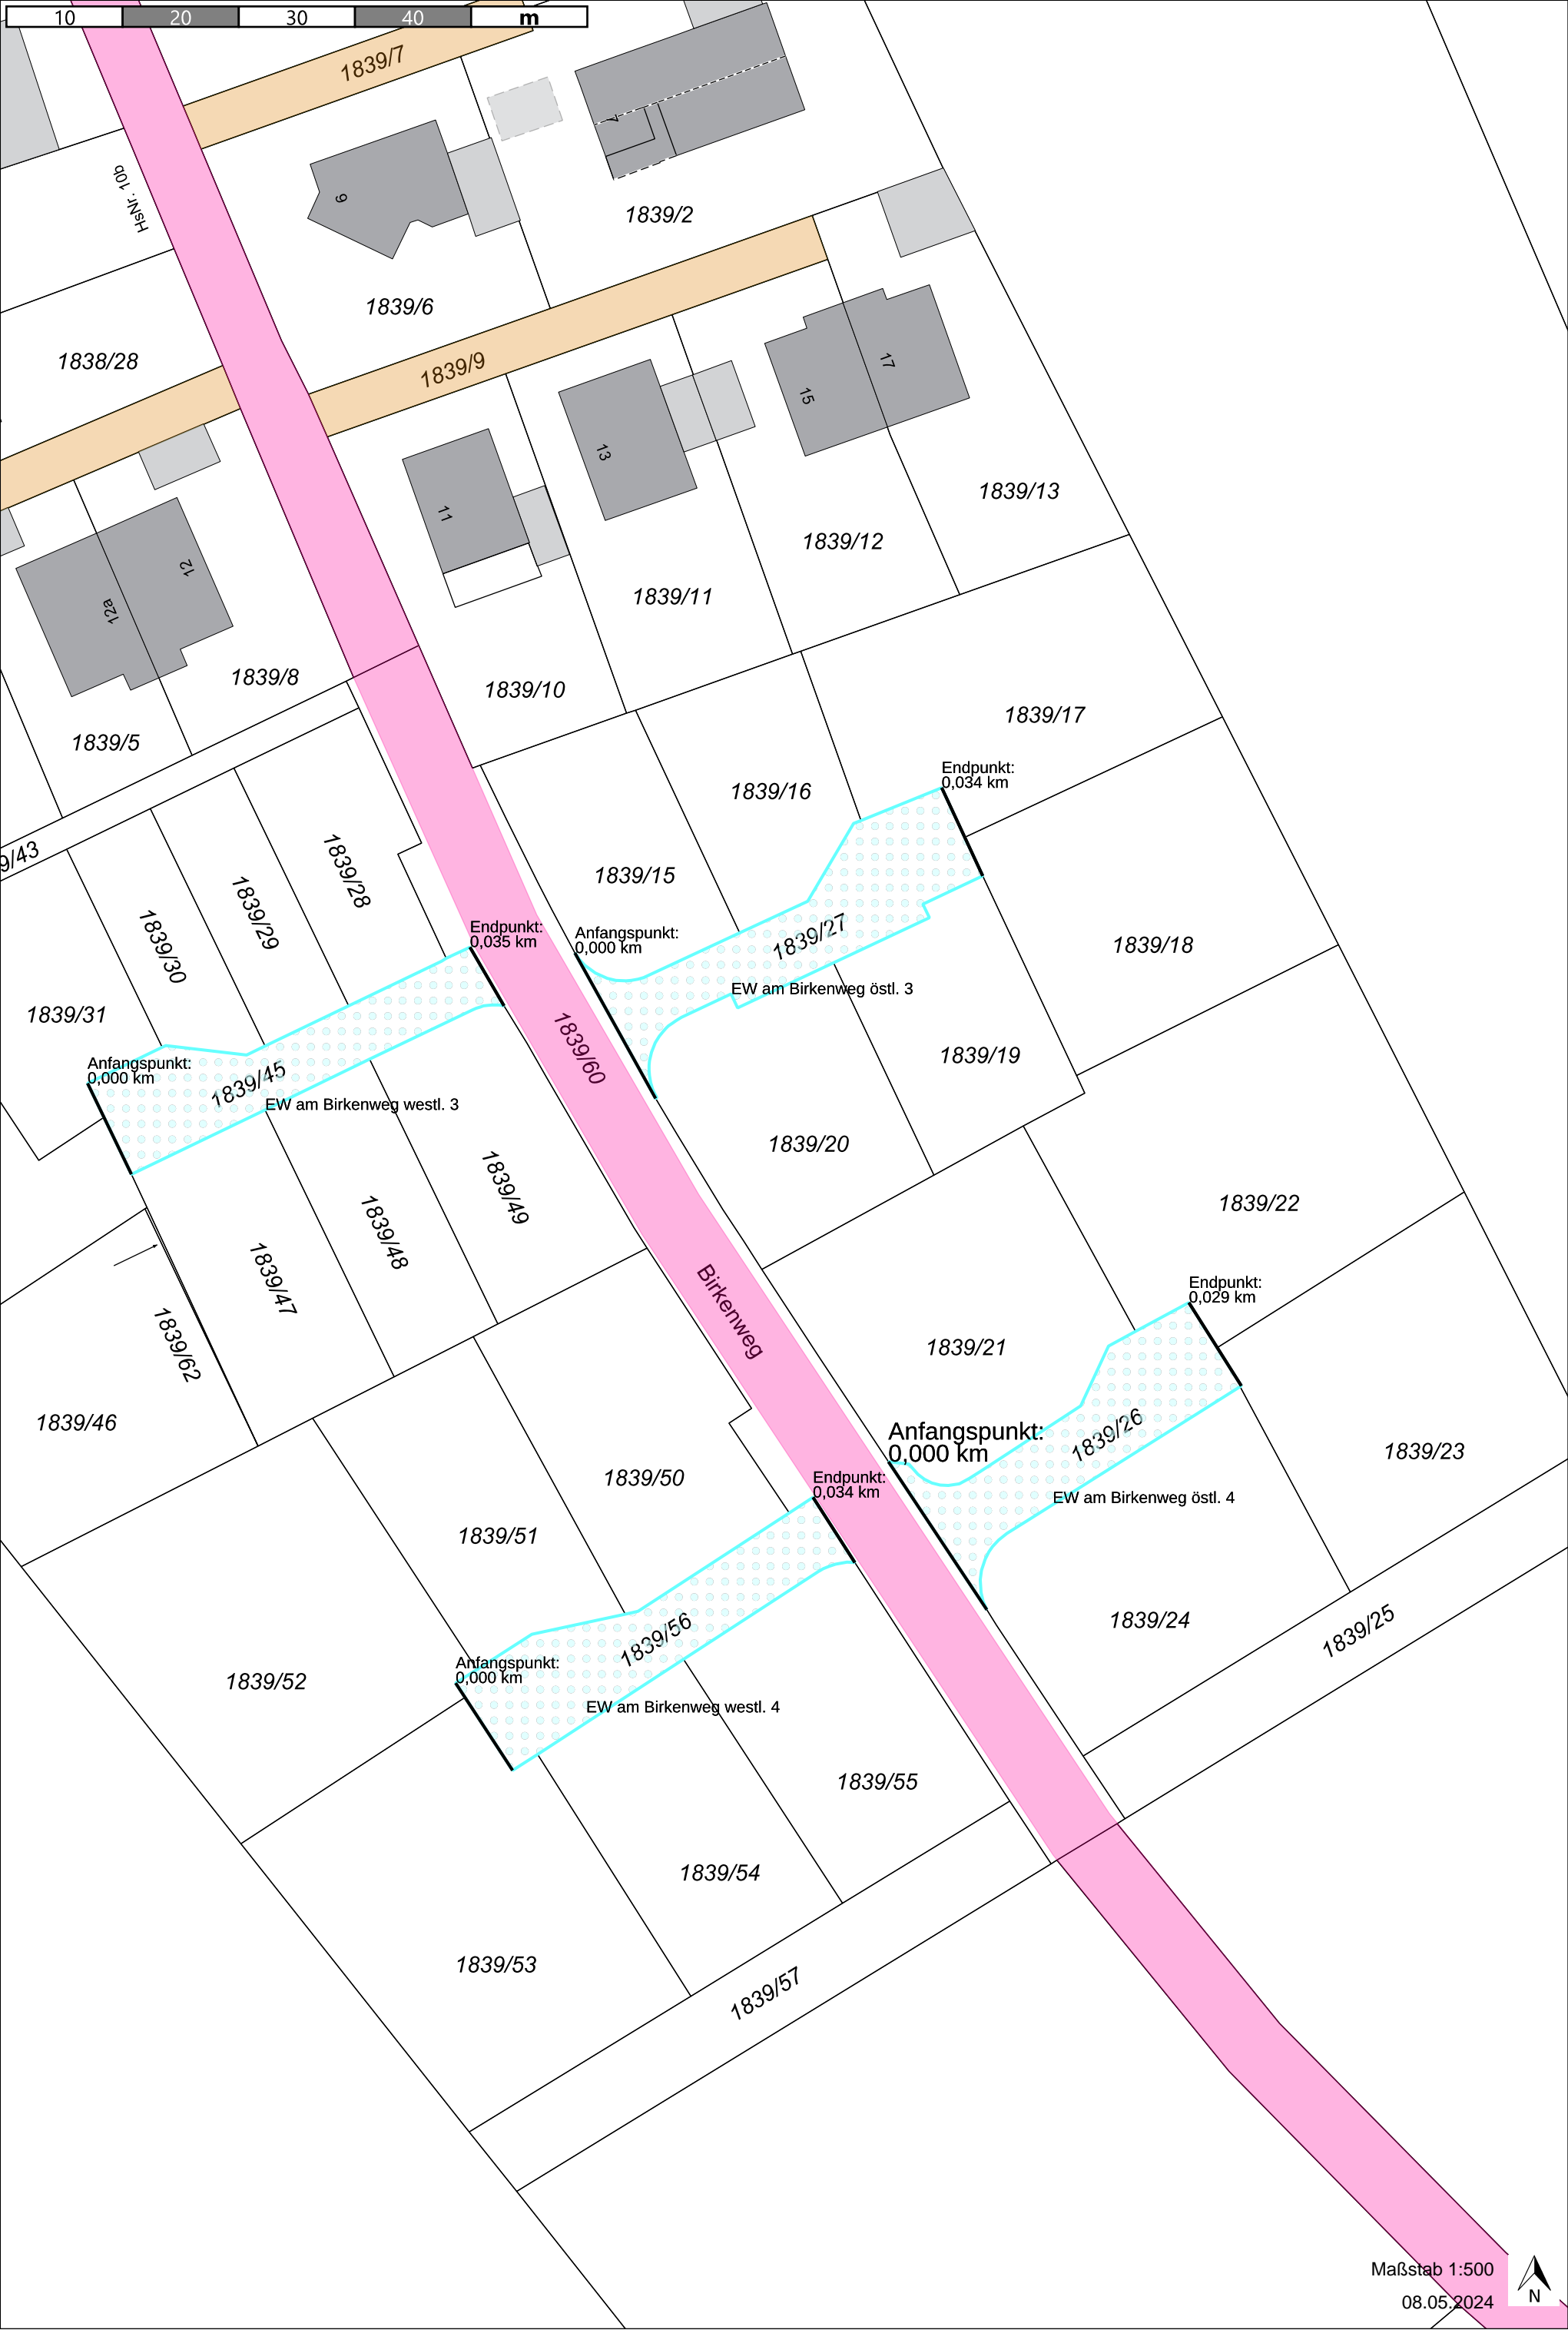 10 20 30 40 m
1839/7
7
HsNr. 10b
9
1839/2
1839/6
1838/28
1839/9
17
15
13
11
1839/13
12
1839/12
12a
1839/11
1839/8
1839/10
1839/17
1839/5
Endpunkt:
0,034 km
1839/16
9/43
1839/28
1839/15
1839/29
1839/30
Endpunkt:
0,035 km
Anfangspunkt:
0,000 km
1839/27
1839/18
EW am Birkenweg östl. 3
1839/31
1839/60
1839/19
Anfangspunkt:
0,000 km
1839/45
EW am Birkenweg westl. 3
1839/20
1839/49
1839/48
1839/22
1839/47
Endpunkt:
0,029 km
Birkenweg
1839/62
1839/21
1839/46
Anfangspunkt:
0,000 km
1839/26
1839/23
1839/50
Endpunkt:
0,034 km
EW am Birkenweg östl. 4
1839/51
1839/24
1839/25
1839/56
Anfangspunkt:
0,000 km
1839/52
EW am Birkenweg westl. 4
1839/55
1839/54
1839/53
1839/57
Maßstab 1:500
08.05.2024
N